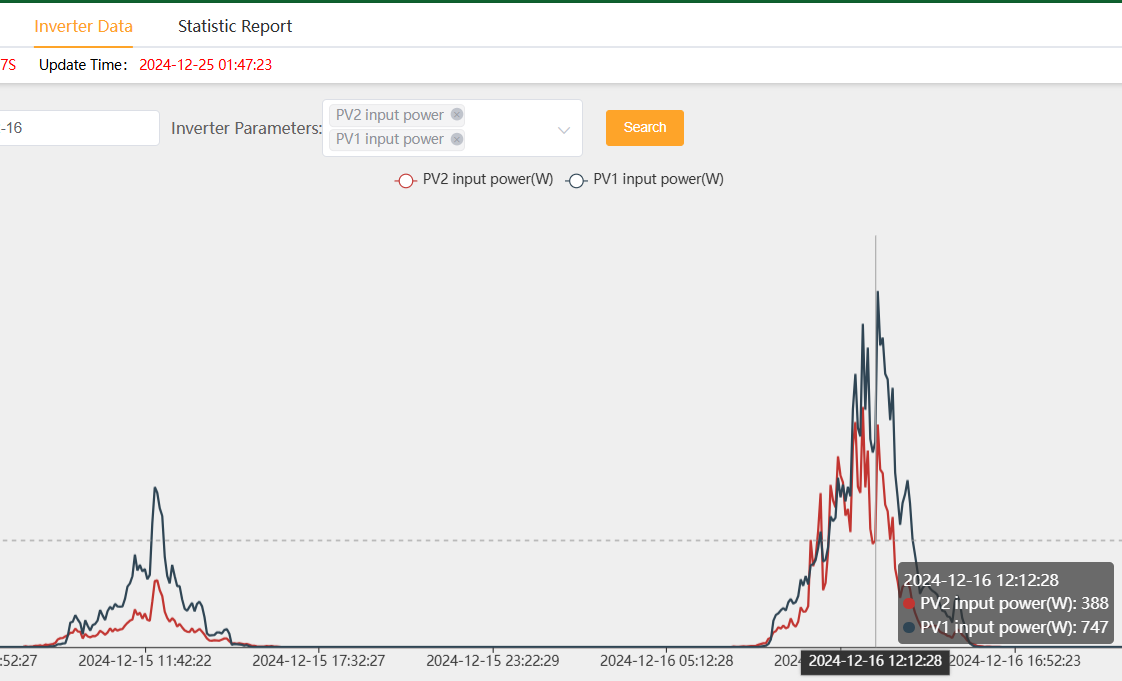 Inverter Data Statistic Report
7S Update Time: 2024-12-25 01:47:23
-16 Inverter Parameters: PV2 input power
PV1 input power
Search
PV2 input power(W) PV1 input power(W)
2024-12-16 12:12:28
PV2 input power(W): 388
PV1 input power(W): 747
:52:27 2024-12-15 11:42:22 2024-12-15 17:32:27 2024-12-15 23:22:29 2024-12-16 05:12:28 2024- 2024-12-16 12:12:28 2024-12-16 16:52:23